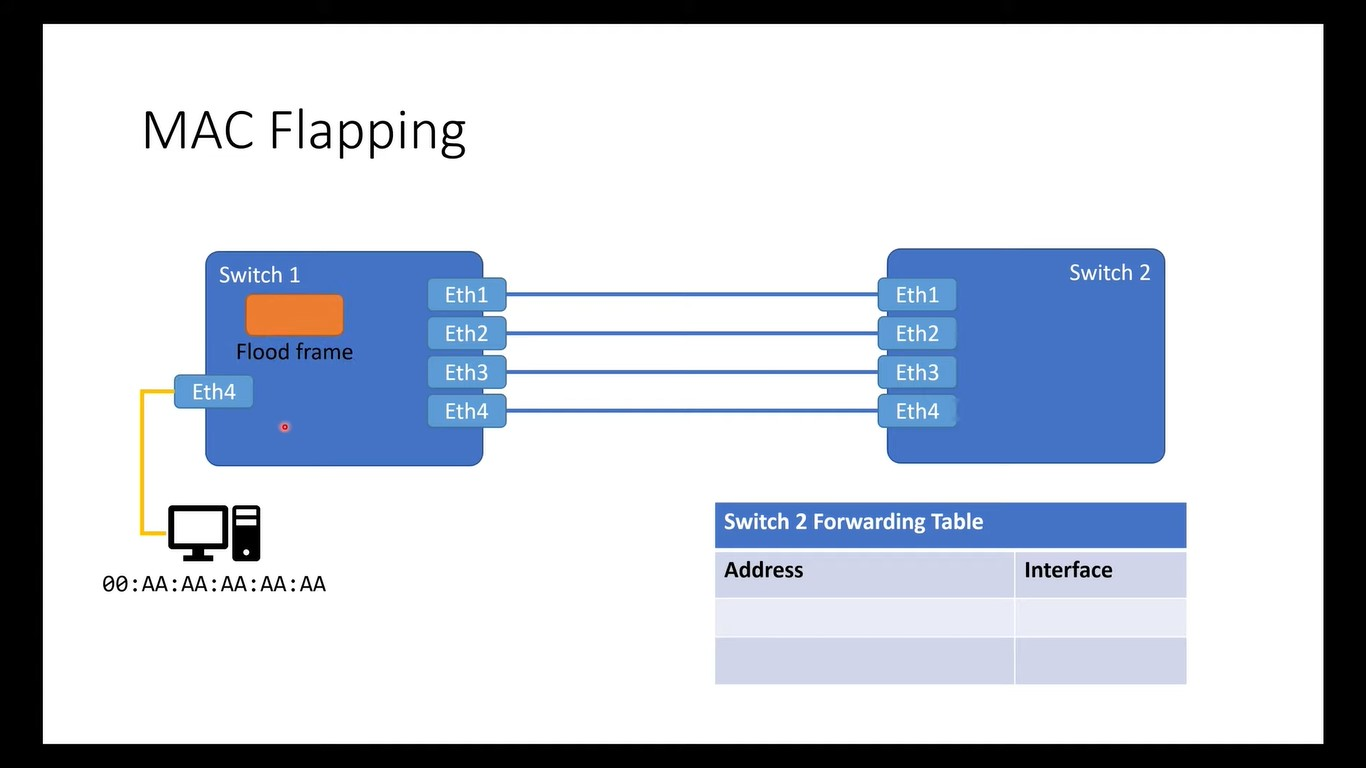 MAC Flapping
Switch 1
Switch 2
Eth1
Eth1
Eth2
Eth2
Flood frame
Eth3
Eth3
Eth4
Eth4
Eth4
Switch 2 Forwarding Table
Address
Interface
00:AA:AA:AA:AA:AA